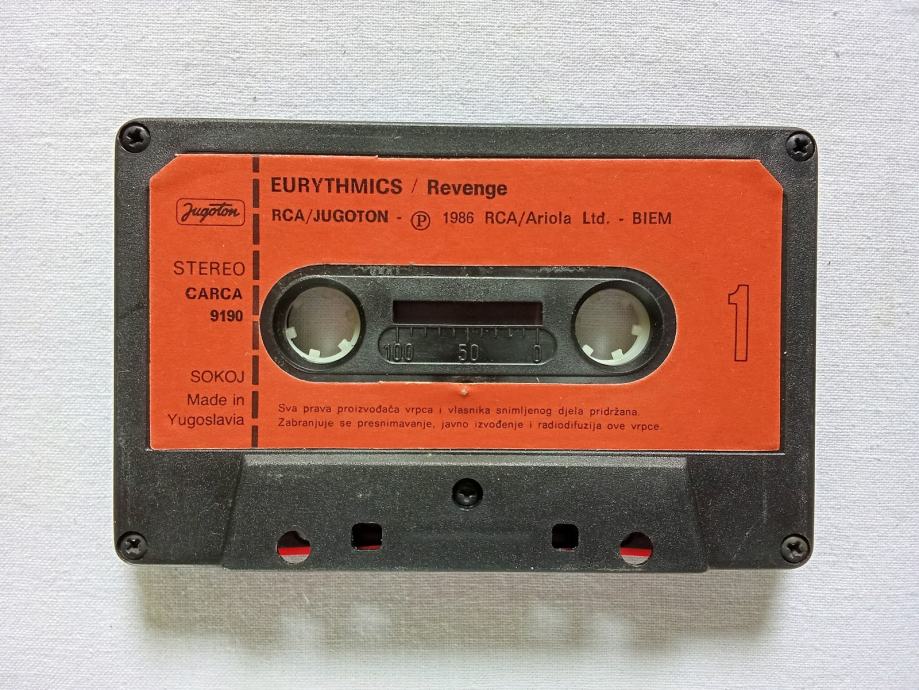 EURYTHMICS / Revenge
RCA/JUGOTON - Ⓟ 1986 RCA/Ariola Ltd. - BIEM
Jugoton
STEREO
CARCA
9190
SOKOJ
Made in
Yugoslavia
1
100 50 0
Sva prava proizvođača vrpca i vlasnika snimljenog djela pridržana.
Zabranjuje se presnimavanje, javno izvođenje i radiodifuzija ove vrpce.